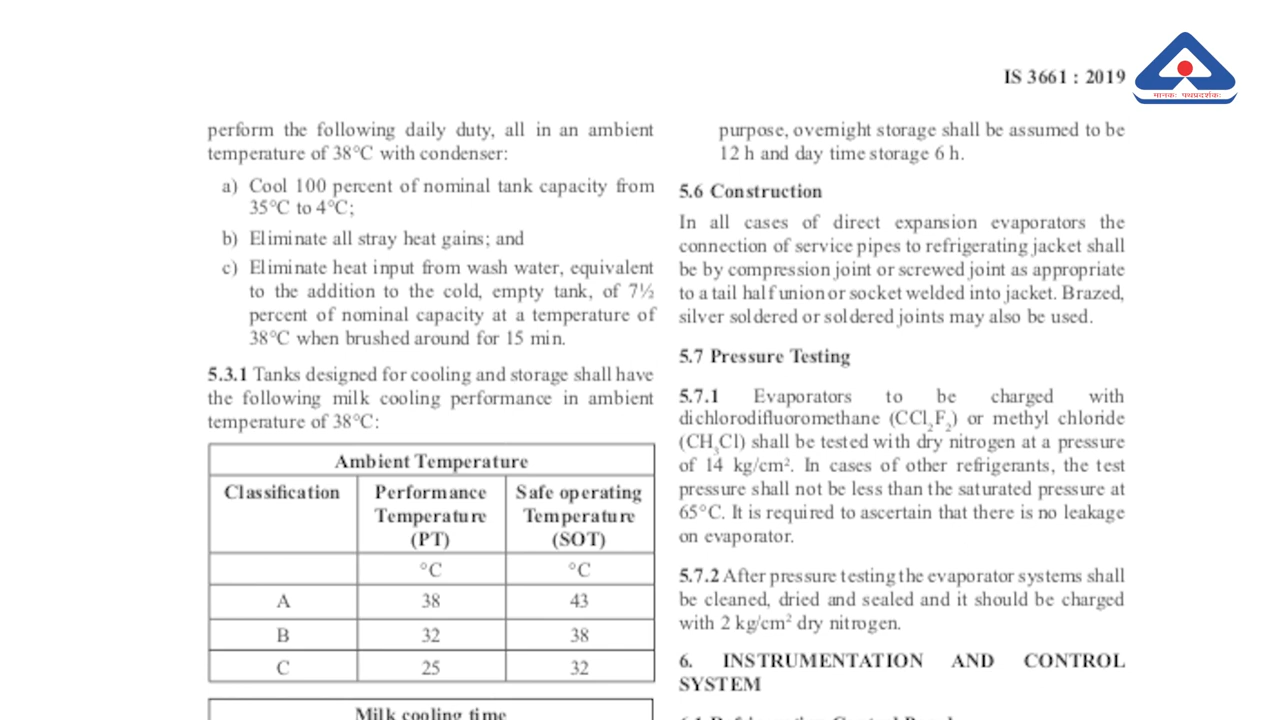 IS 3661 : 2019
मानकः पथप्रदर्शकः
perform the following daily duty, all in an ambient
temperature of 38°C with condenser:
a) Cool 100 percent of nominal tank capacity from
35°C to 4°C;
b) Eliminate all stray heat gains; and
c) Eliminate heat input from wash water, equivalent
to the addition to the cold, empty tank, of 7½
percent of nominal capacity at a temperature of
38°C when brushed around for 15 min.
5.3.1 Tanks designed for cooling and storage shall have
the following milk cooling performance in ambient
temperature of 38°C:
Ambient Temperature
Classification Performance Temperature (PT) Safe operating Temperature (SOT)
°C °C
A 38 43
B 32 38
C 25 32
Milk cooling time
purpose, overnight storage shall be assumed to be
12 h and day time storage 6 h.
5.6 Construction
In all cases of direct expansion evaporators the
connection of service pipes to refrigerating jacket shall
be by compression joint or screwed joint as appropriate
to a tail half union or socket welded into jacket. Brazed,
silver soldered or soldered joints may also be used.
5.7 Pressure Testing
5.7.1 Evaporators to be charged with
dichlorodifluoromethane (CCl₂F₂) or methyl chloride
(CH₃Cl) shall be tested with dry nitrogen at a pressure
of 14 kg/cm². In cases of other refrigerants, the test
pressure shall not be less than the saturated pressure at
65°C. It is required to ascertain that there is no leakage
on evaporator.
5.7.2 After pressure testing the evaporator systems shall
be cleaned, dried and sealed and it should be charged
with 2 kg/cm² dry nitrogen.
6. INSTRUMENTATION AND CONTROL
SYSTEM